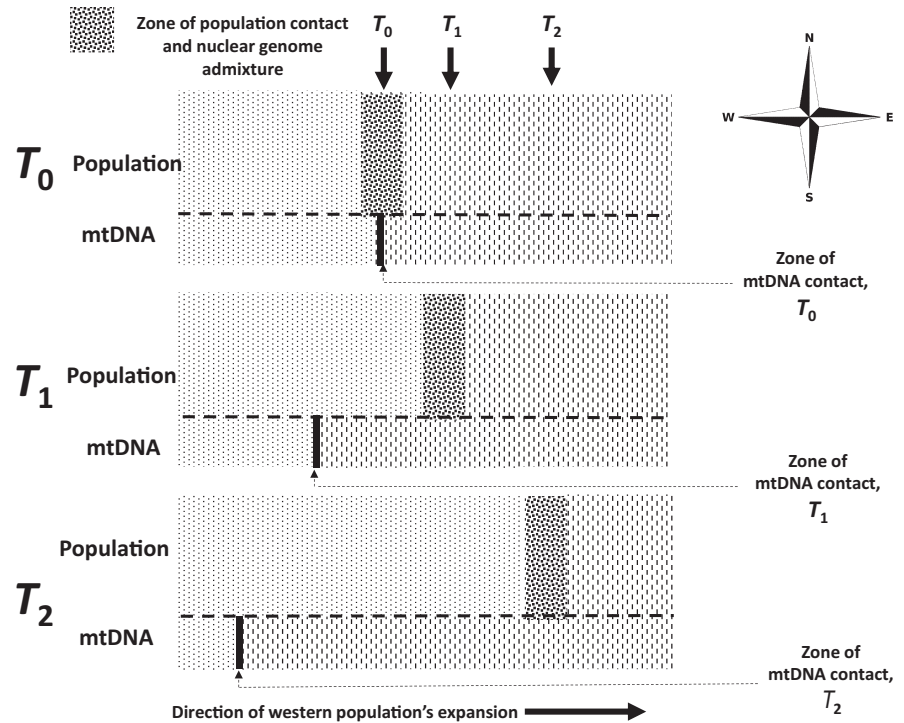 Zone of population contact
and nuclear genome
admixture
T0
T1
T2
N
W
E
S
T0
Population
mtDNA
Zone of
mtDNA contact,
T0
T1
Population
mtDNA
Zone of
mtDNA contact,
T1
Population
T2
mtDNA
Zone of
mtDNA contact,
T2
Direction of western population's expansion